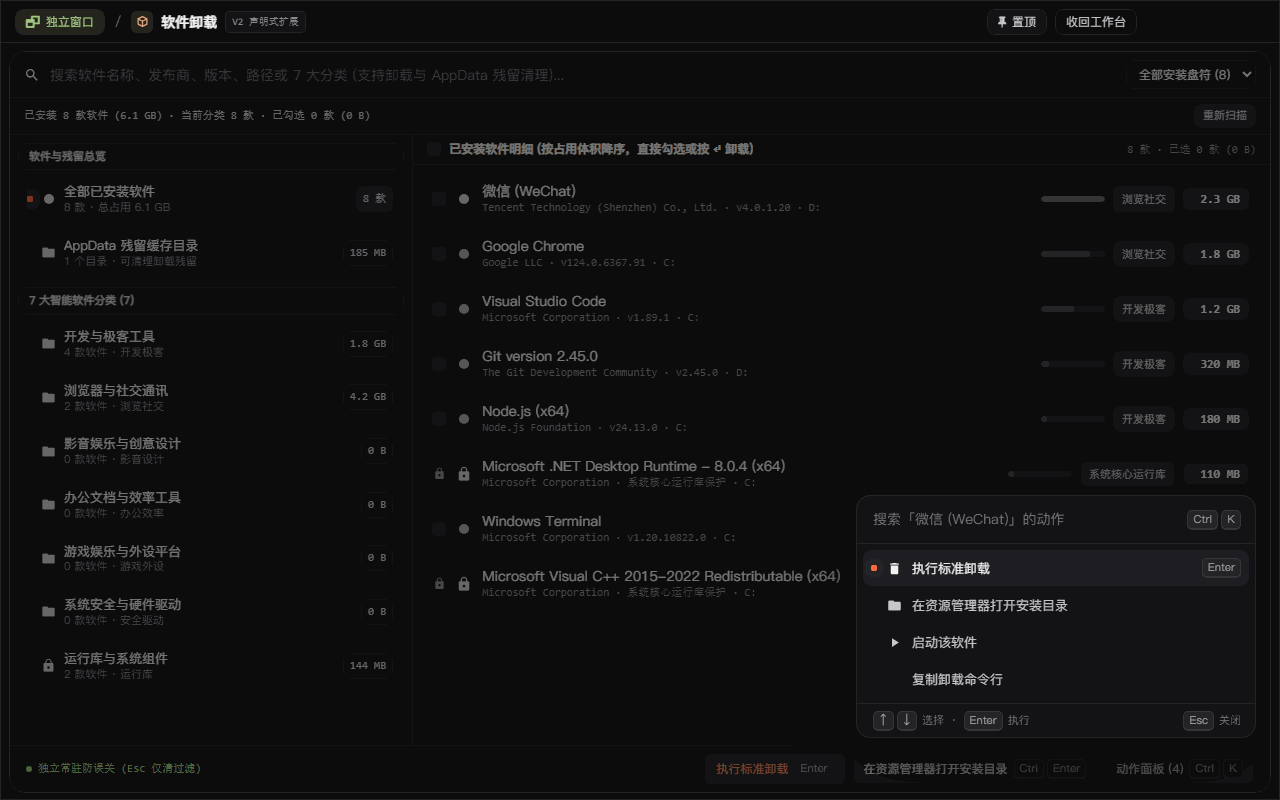 独立窗口 / 软件卸载 V2 声明式扩展 置顶 收回工作台
搜索软件名称、发布商、版本、路径或 7 大分类 (支持卸载与 AppData 残留清理)... 全部安装盘符 (8)
已安装 8 款软件 (6.1 GB) · 当前分类 8 款 · 已勾选 0 款 (0 B) 重新扫描
软件与残留总览
全部已安装软件
8 款 · 总占用 6.1 GB
8 款
AppData 残留缓存目录
1 个目录 · 可清理卸载残留
185 MB
7 大智能软件分类 (7)
开发与极客工具
4 款软件 · 开发极客
1.8 GB
浏览器与社交通讯
2 款软件 · 浏览社交
4.2 GB
影音娱乐与创意设计
0 款软件 · 影音设计
0 B
办公文档与效率工具
0 款软件 · 办公效率
0 B
游戏娱乐与外设平台
0 款软件 · 游戏外设
0 B
系统安全与硬件驱动
0 款软件 · 安全驱动
0 B
运行库与系统组件
2 款软件 · 运行库
144 MB
已安装软件明细 (按占用体积降序，直接勾选或按 ⏎ 卸载) 8 款 · 已选 0 款 (0 B)
微信 (WeChat)
Tencent Technology (Shenzhen) Co., Ltd. · v4.0.1.20 · D:
浏览社交 2.3 GB
Google Chrome
Google LLC · v124.0.6367.91 · C:
浏览社交 1.8 GB
Visual Studio Code
Microsoft Corporation · v1.89.1 · C:
开发极客 1.2 GB
Git version 2.45.0
The Git Development Community · v2.45.0 · D:
开发极客 320 MB
Node.js (x64)
Node.js Foundation · v24.13.0 · C:
开发极客 180 MB
Microsoft .NET Desktop Runtime – 8.0.4 (x64)
Microsoft Corporation · 系统核心运行库保护 · C:
系统核心运行库 110 MB
Windows Terminal
Microsoft Corporation · v1.20.10822.0 · C:
Microsoft Visual C++ 2015–2022 Redistributable (x64)
Microsoft Corporation · 系统核心运行库保护 · C:
搜索「微信 (WeChat)」的动作 Ctrl K
执行标准卸载 Enter
在资源管理器打开安装目录
启动该软件
复制卸载命令行
↑ ↓ 选择 · Enter 执行 Esc 关闭
独立常驻防误关 (Esc 仅清过滤) 执行标准卸载 Enter 在资源管理器打开安装目录 Ctrl Enter 动作面板 (4) Ctrl K